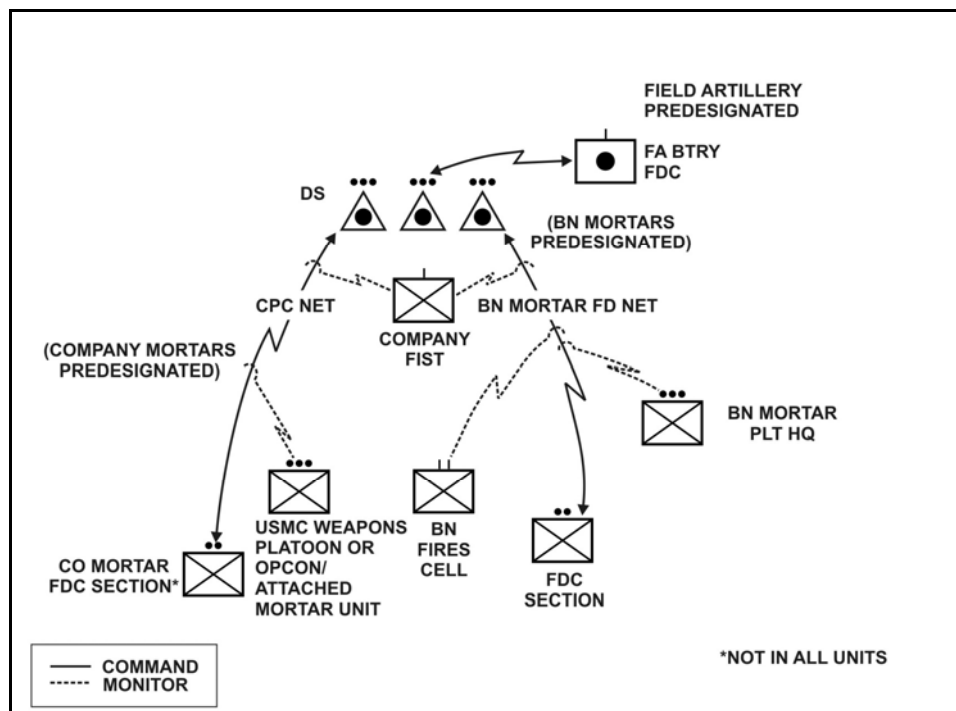 FIELD ARTILLERY
PREDESIGNATED
FA BTRY
FDC
DS
(BN MORTARS
PREDESIGNATED)
CPC NET
BN MORTAR FD NET
COMPANY
FIST
(COMPANY MORTARS
PREDESIGNATED)
BN MORTAR
PLT HQ
CO MORTAR
FDC SECTION*
USMC WEAPONS
PLATOON OR
OPCON/
ATTACHED
MORTAR UNIT
BN
FIRES
CELL
FDC
SECTION
COMMAND
MONITOR
*NOT IN ALL UNITS